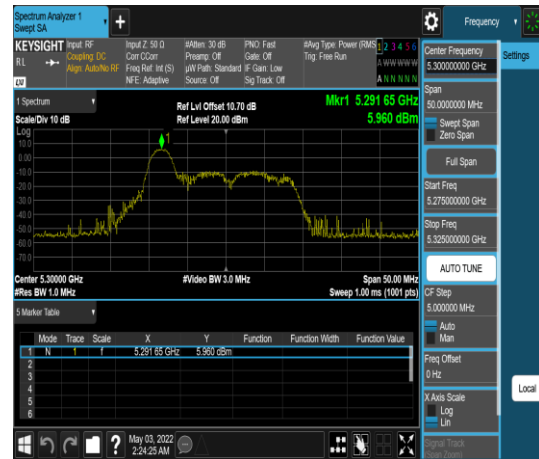 Spectrum Analyzer 1
Swept SA
+
Frequency
KEYSIGHT
RL
Input: RF
Coupling: DC
Align: Auto/No RF
Input Z: 50 Ω
Corr CCorr
Freq Ref: Int (S)
NFE: Adaptive
#Atten: 30 dB
Preamp: Off
µW Path: Standard
Source: Off
PNO: Fast
Gate: Off
IF Gain: Low
Sig Track: Off
#Avg Type: Power (RMS)
Trig: Free Run
1 2 3 4 5 6
A W W W W W
A N N N N N
LXI
1 Spectrum
Scale/Div 10 dB
Ref Lvl Offset 10.70 dB
Ref Level 20.00 dBm
Mkr1 5.291 65 GHz
5.960 dBm
Log
10.0
0.00
-10.0
-20.0
-30.0
-40.0
-50.0
-60.0
-70.0
1
Center 5.30000 GHz
#Res BW 1.0 MHz
#Video BW 3.0 MHz
Span 50.00 MHz
Sweep 1.00 ms (1001 pts)
5 Marker Table
Mode Trace Scale X Y Function Function Width Function Value
1 N 1 f 5.291 65 GHz 5.960 dBm
2
3
4
5
6
?
May 03, 2022
2:24:25 AM
Center Frequency
5.300000000 GHz
Span
50.0000000 MHz
Swept Span
Zero Span
Full Span
Start Freq
5.275000000 GHz
Stop Freq
5.325000000 GHz
AUTO TUNE
CF Step
5.000000 MHz
Auto
Man
Freq Offset
0 Hz
X Axis Scale
Log
Lin
Signal Track
(Span Zoom)
Settings
Local